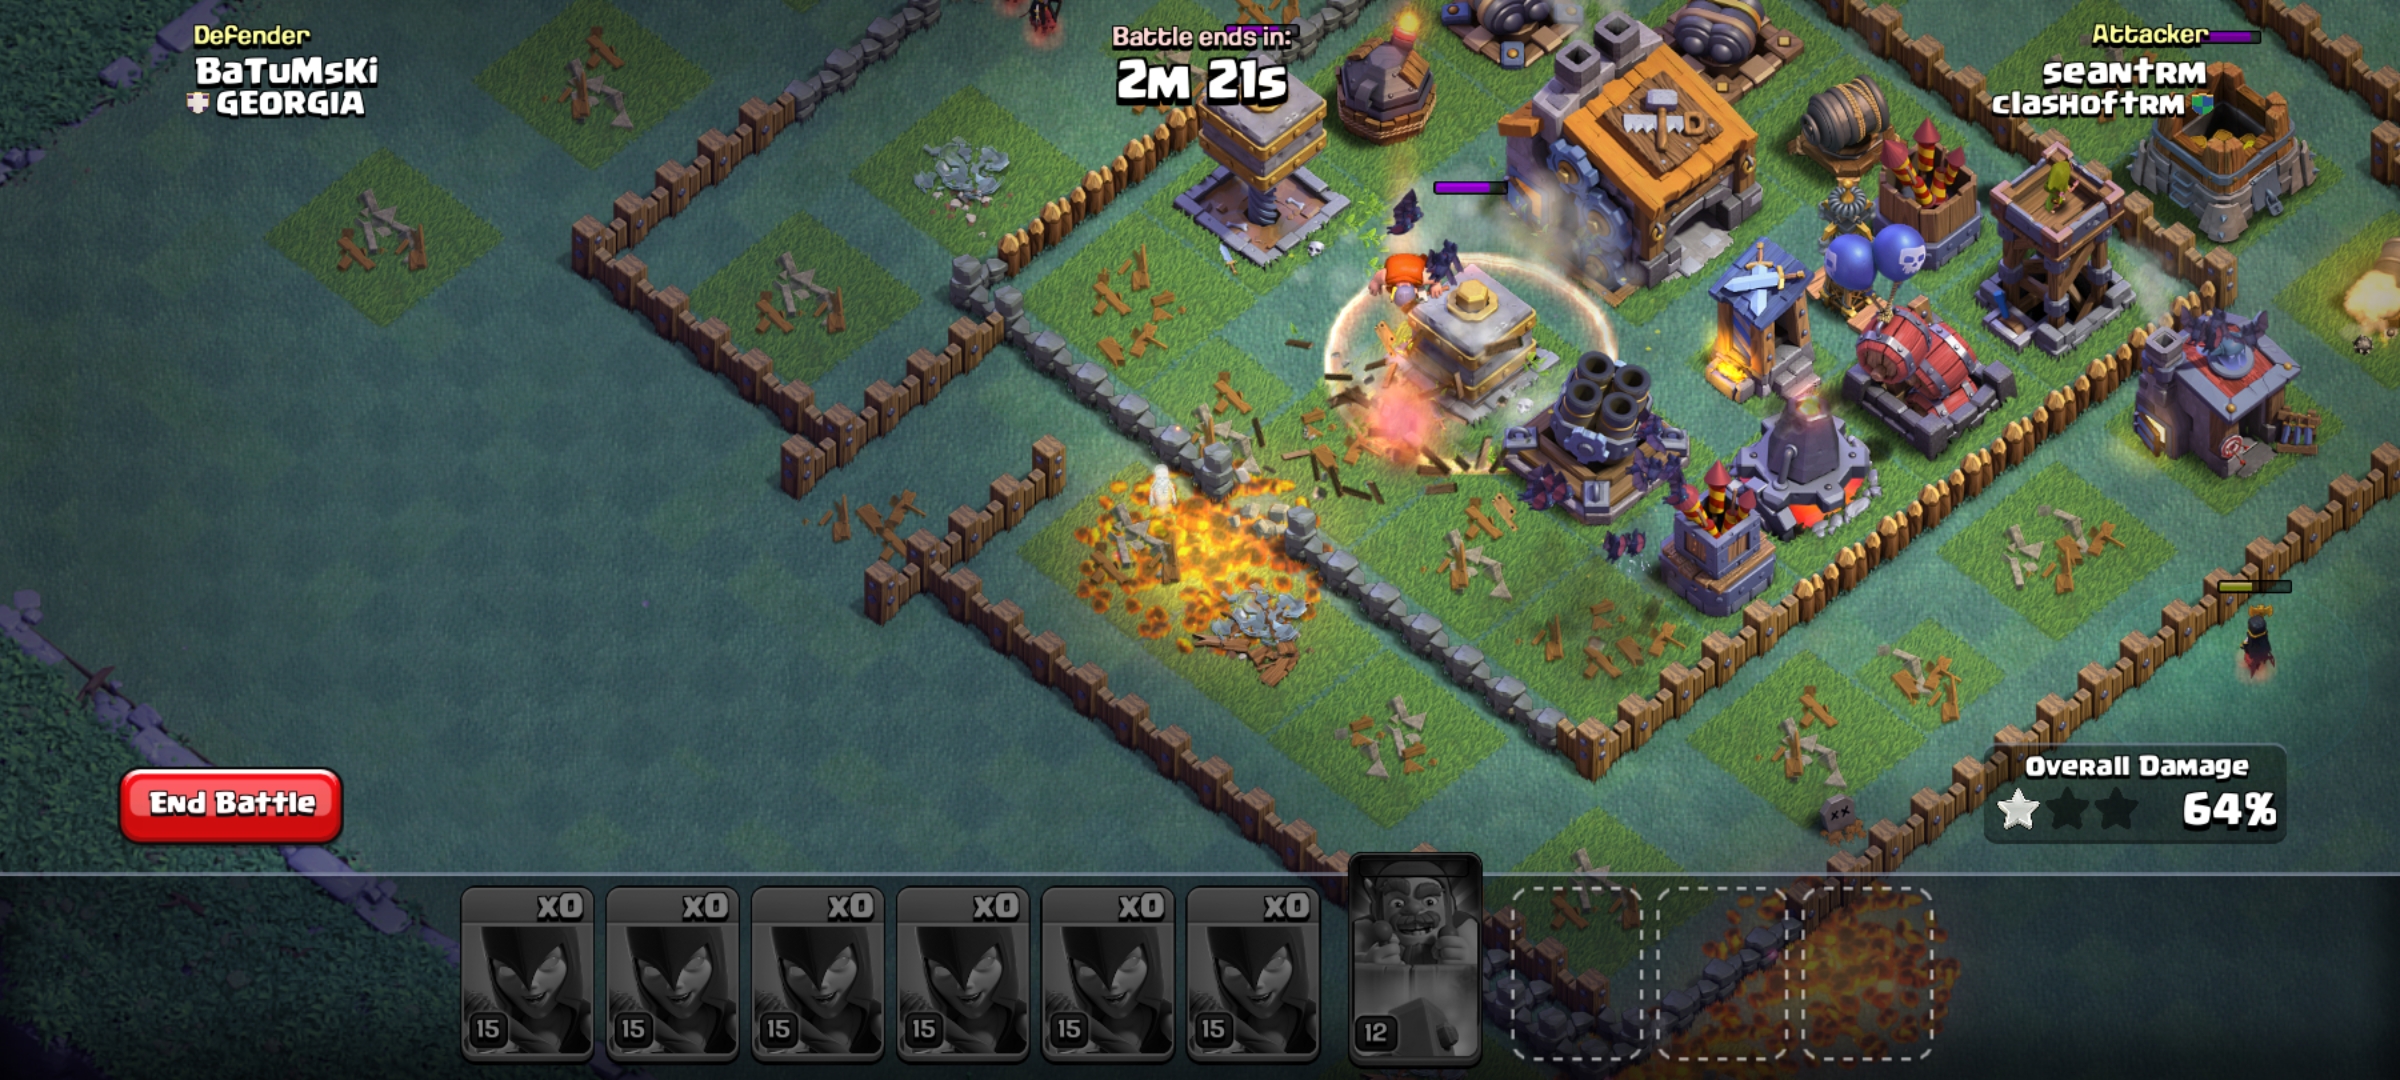 Defender
BaTuMsKi
GEORGIA
Battle ends in:
2M 21s
Attacker
seantrm
clashoftrm
End Battle
Overall Damage
64%
x0
x0
x0
x0
x0
x0
15
15
15
15
15
15
12